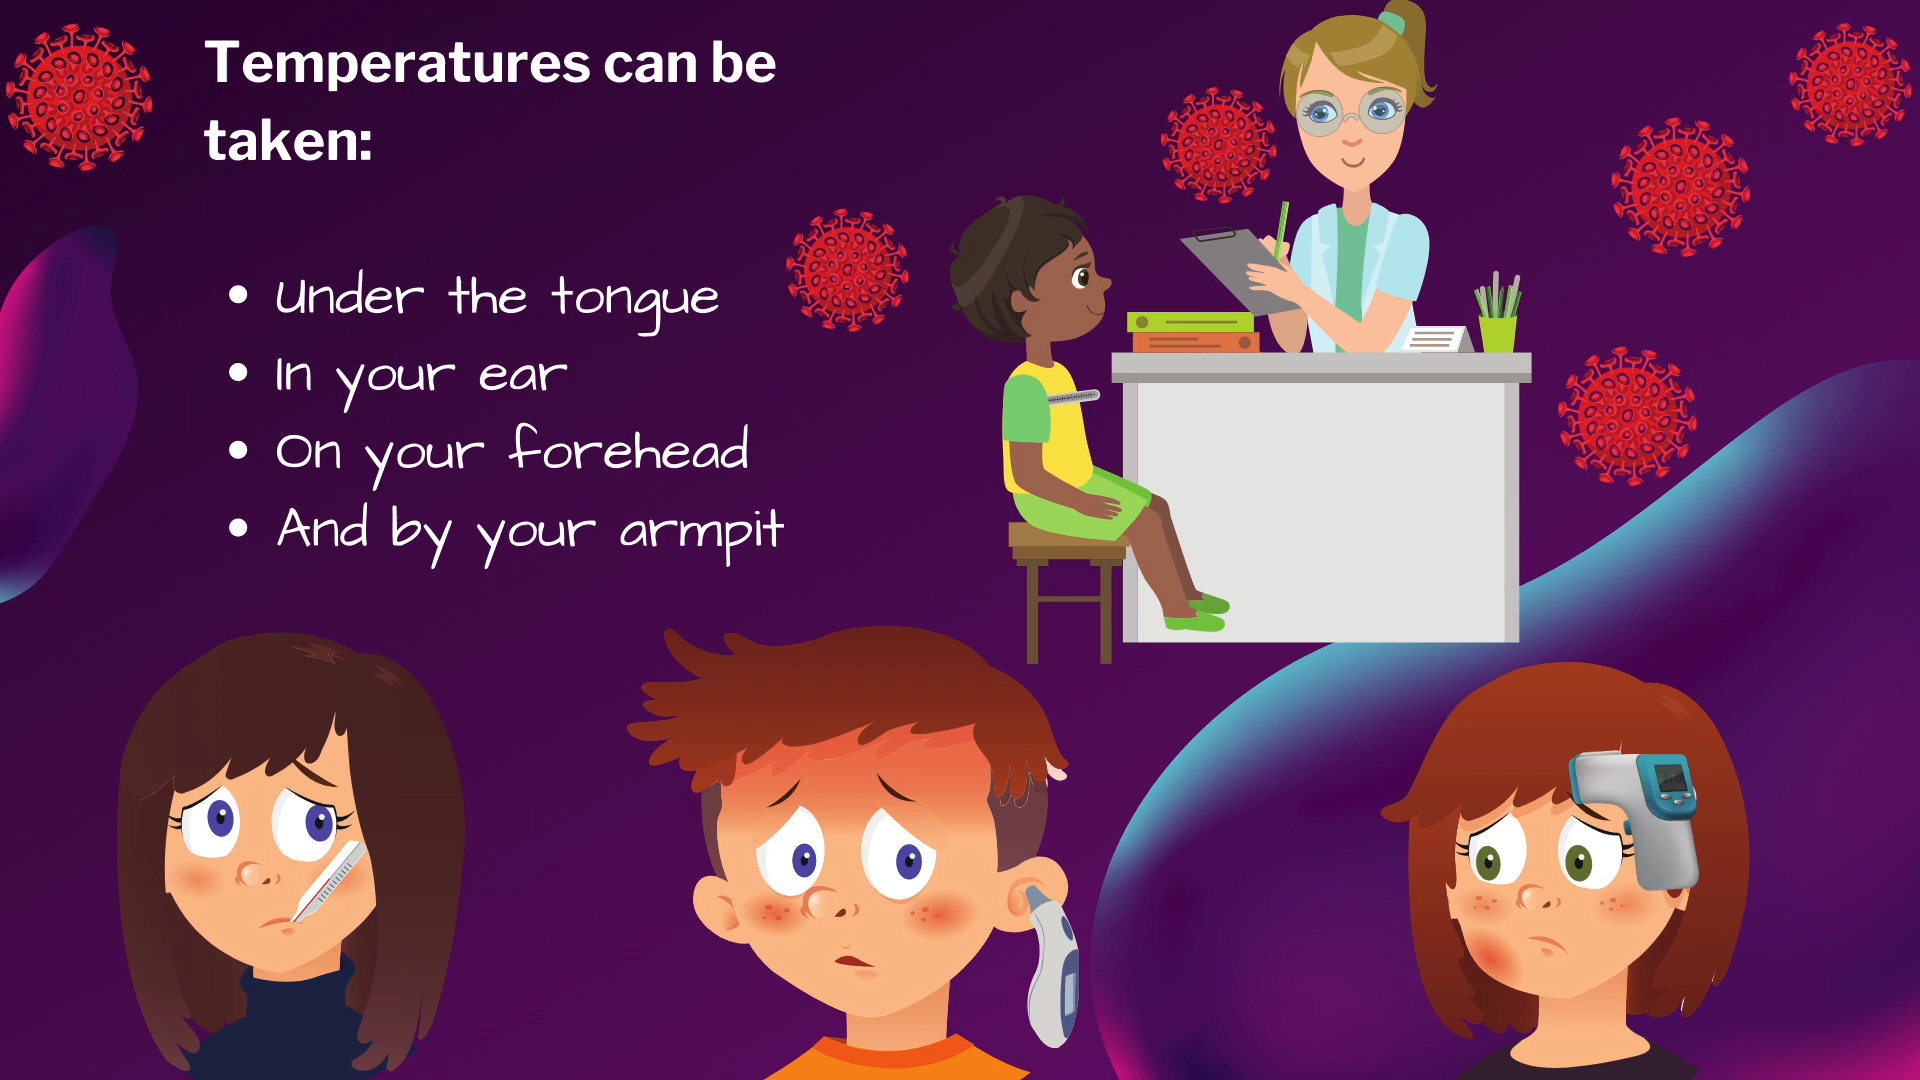 Temperatures can be
taken:
• Under the tongue
• In your ear
• On your forehead
• And by your armpit